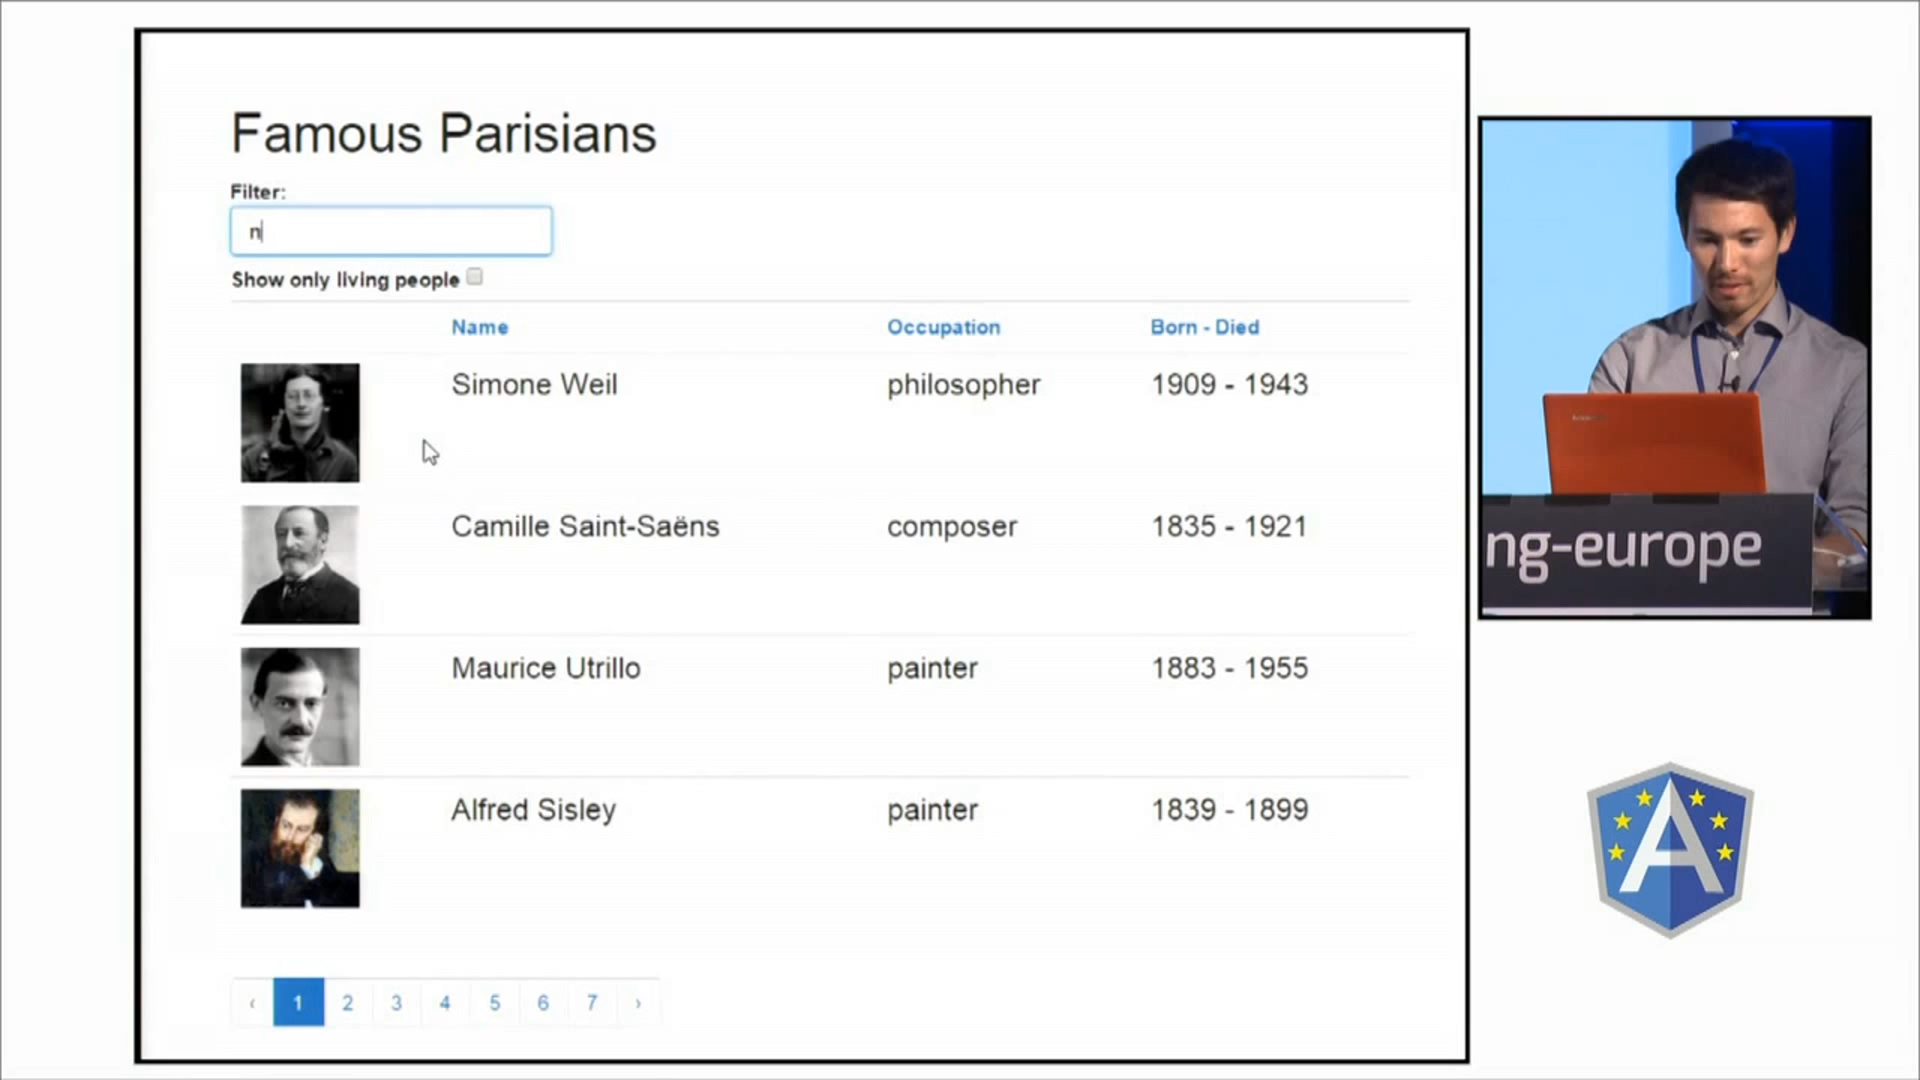 Famous Parisians
Filter:
n
Show only living people
Name Occupation Born - Died
Simone Weil philosopher 1909 - 1943
Camille Saint-Saëns composer 1835 - 1921
Maurice Utrillo painter 1883 - 1955
Alfred Sisley painter 1839 - 1899
‹ 1 2 3 4 5 6 7 ›
ng-europe
A